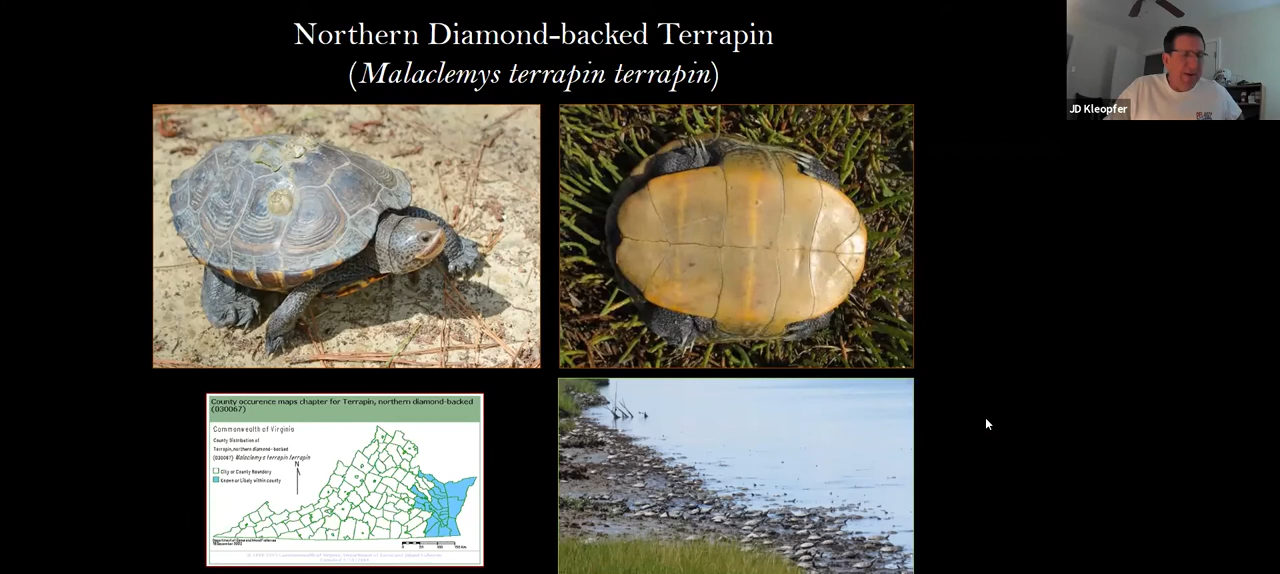 Northern Diamond-backed Terrapin
(Malaclemys terrapin terrapin)
JD Kleopfer
County occurence maps chapter for Terrapin, northern diamond-backed
(030067)
Commonwealth of Virginia
County Distribution of
Terrapin, northern diamond-backed
(030067) Malaclemys terrapin terrapin
N
City or County Boundary
Known or Likely within county